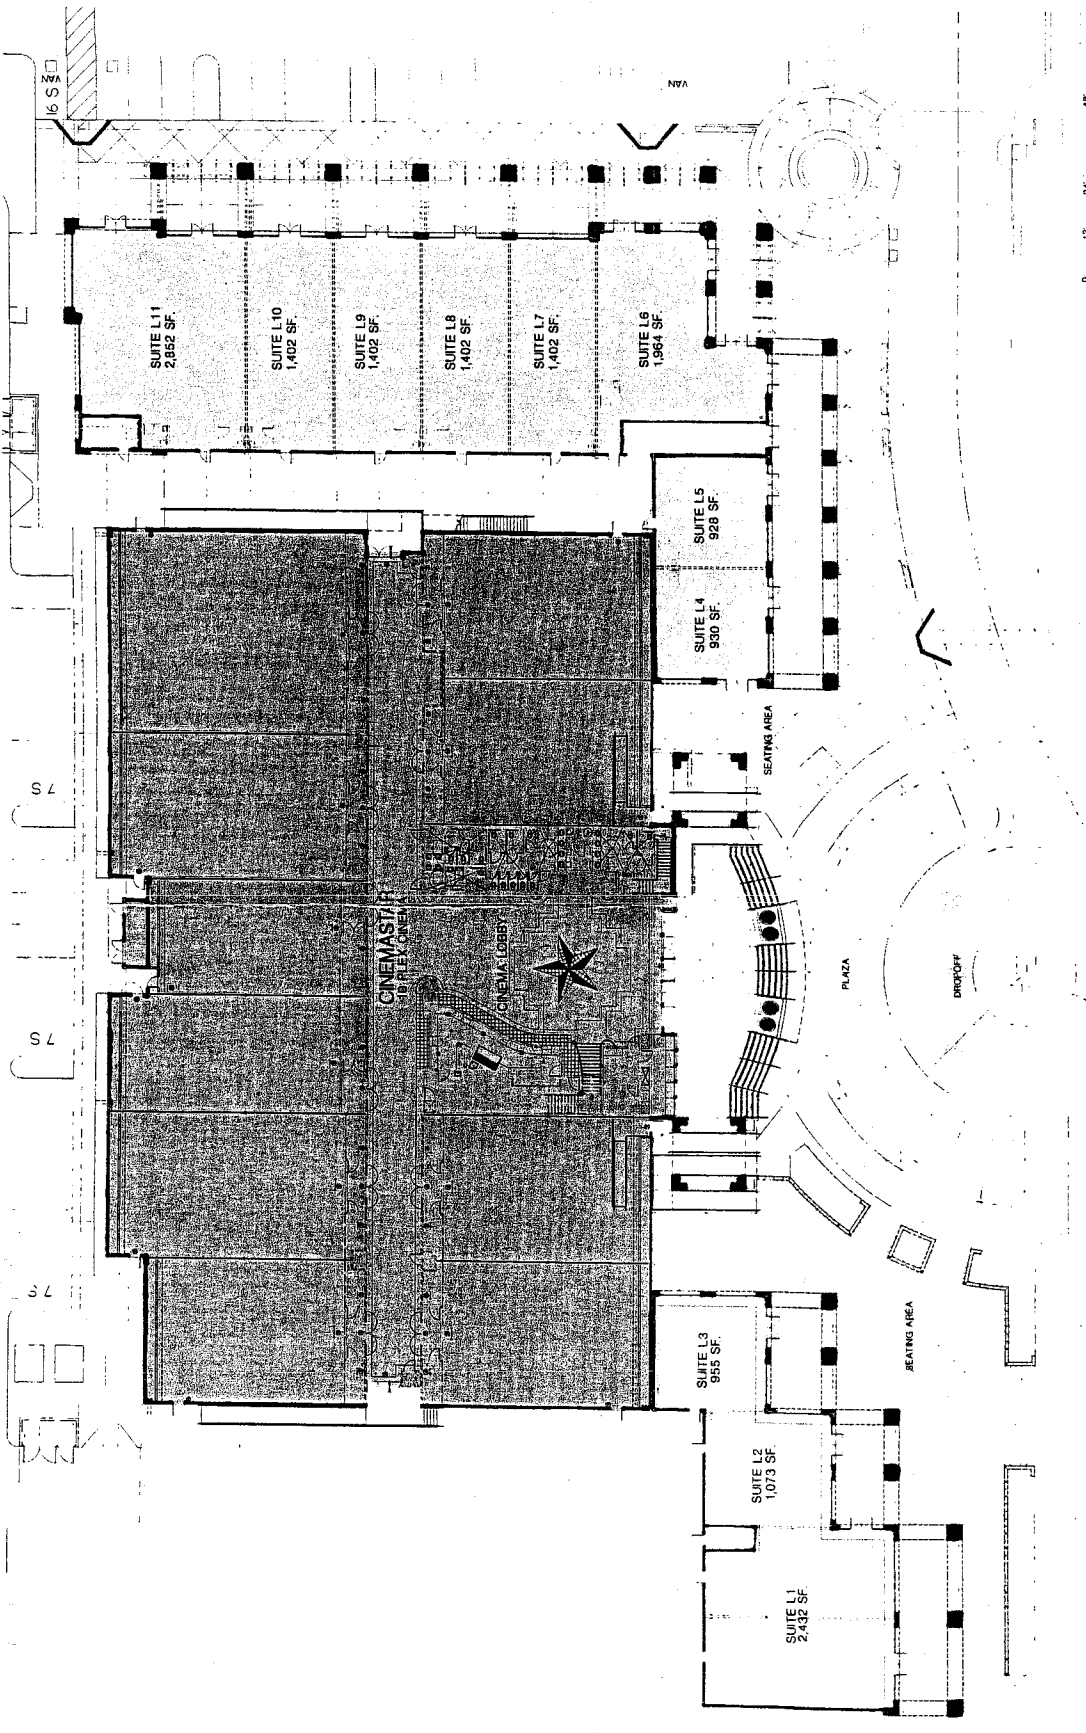 16 S
VAN
VAN
SUITE L11
2,852 SF.
SUITE L10
1,402 SF.
SUITE L9
1,402 SF.
SUITE L8
1,402 SF.
SUITE L7
1,402 SF.
SUITE L6
1,964 SF.
SUITE L5
928 SF.
SUITE L4
930 SF.
SEATING AREA
7 S
CINEMASTAR
18 PLEX CINEMA
CINEMA LOBBY
PLAZA
DROPOFF
7 S
7 S
SUITE L3
955 SF.
SEATING AREA
SUITE L2
1,073 SF.
SUITE L1
2,432 SF.